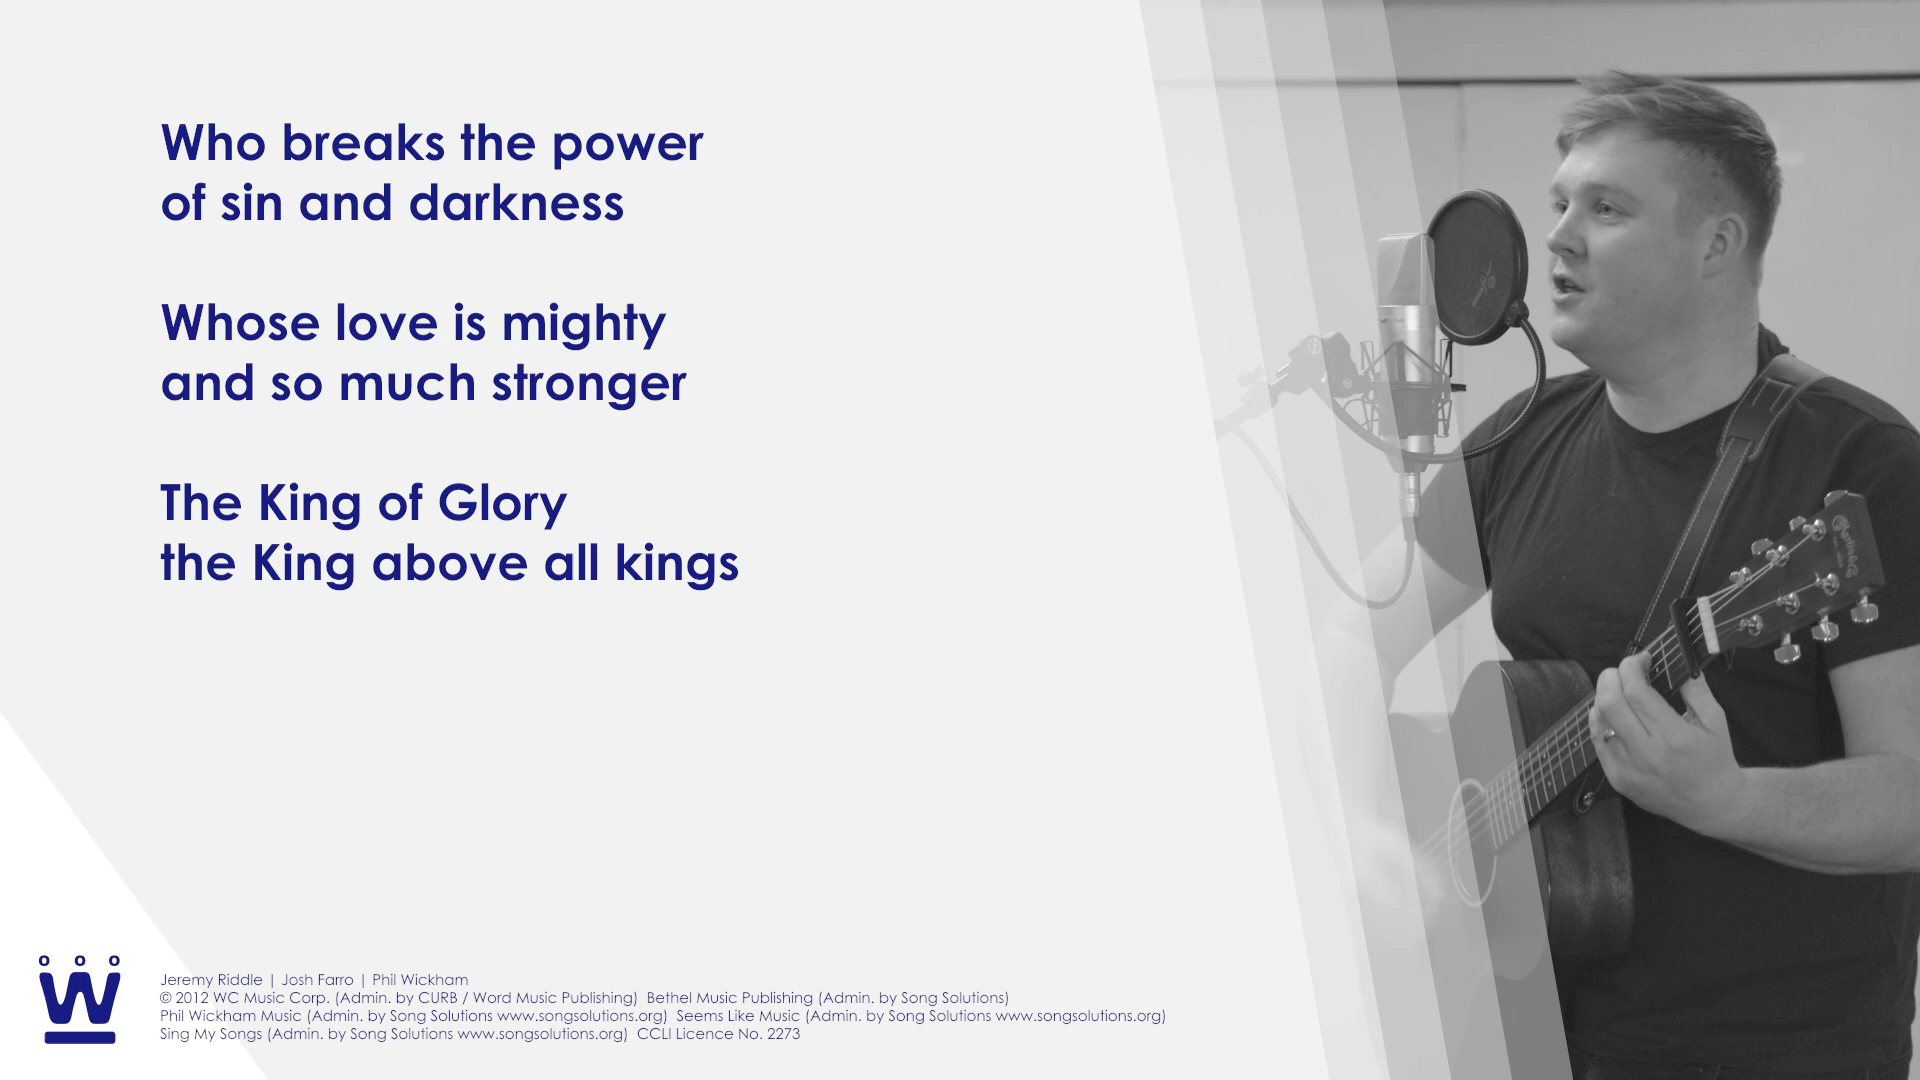 Who breaks the power
of sin and darkness
Whose love is mighty
and so much stronger
The King of Glory
the King above all kings
W
Jeremy Riddle | Josh Farro | Phil Wickham
© 2012 WC Music Corp. (Admin. by CURB / Word Music Publishing)  Bethel Music Publishing (Admin. by Song Solutions)
Phil Wickham Music (Admin. by Song Solutions www.songsolutions.org)  Seems Like Music (Admin. by Song Solutions www.songsolutions.org)
Sing My Songs (Admin. by Song Solutions www.songsolutions.org)  CCLI Licence No. 2273